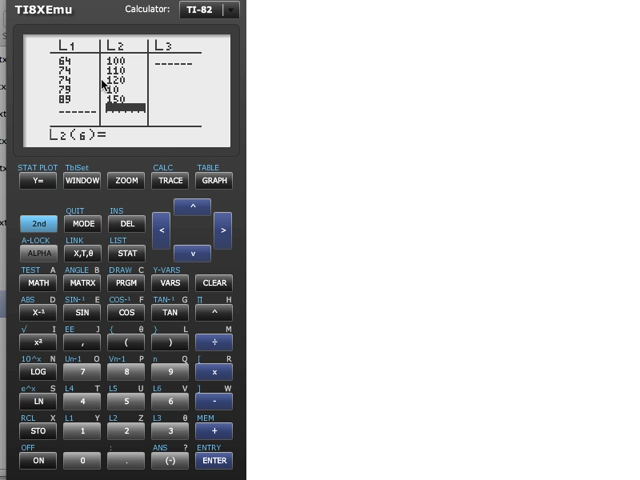 TI8XEmu Calculator: TI-82
L1 L2 L3
64 100 ------
74 110
74 120
79 10
89 150
------
L2(6)=
STAT PLOT TblSet CALC TABLE
Y= WINDOW ZOOM TRACE GRAPH
QUIT INS ^
2nd MODE DEL < >
A-LOCK LINK LIST v
ALPHA X,T,θ STAT
TEST A ANGLE B DRAW C Y-VARS
MATH MATRX PRGM VARS CLEAR
ABS D SIN-¹ E COS-¹ F TAN-¹ G Π H
X-¹ SIN COS TAN ^
√ I EE J { θ } L M
x² , ( ) ÷
10^x N Un-1 O Vn-1 P n Q [ R
LOG 7 8 9 x
e^x S L4 T L5 U L6 V ] W
LN 4 5 6 -
RCL X L1 Y L2 Z L3 θ MEM
STO 1 2 3 +
OFF : ANS ? ENTRY
ON 0 . (-) ENTER